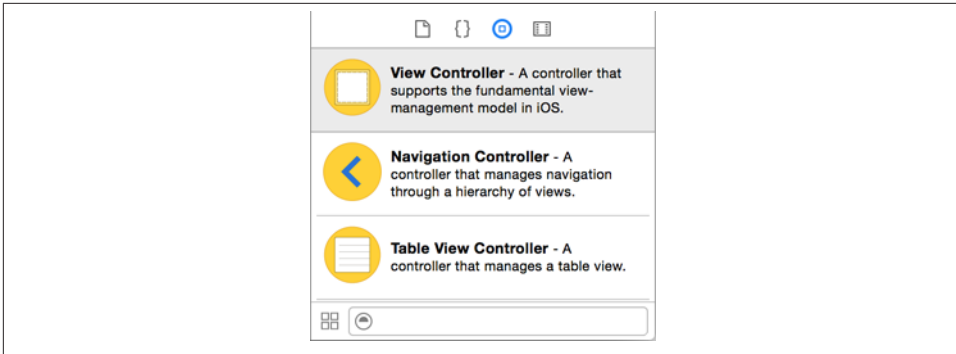 View Controller - A controller that
supports the fundamental view-
management model in iOS.
Navigation Controller - A
controller that manages navigation
through a hierarchy of views.
Table View Controller - A
controller that manages a table view.